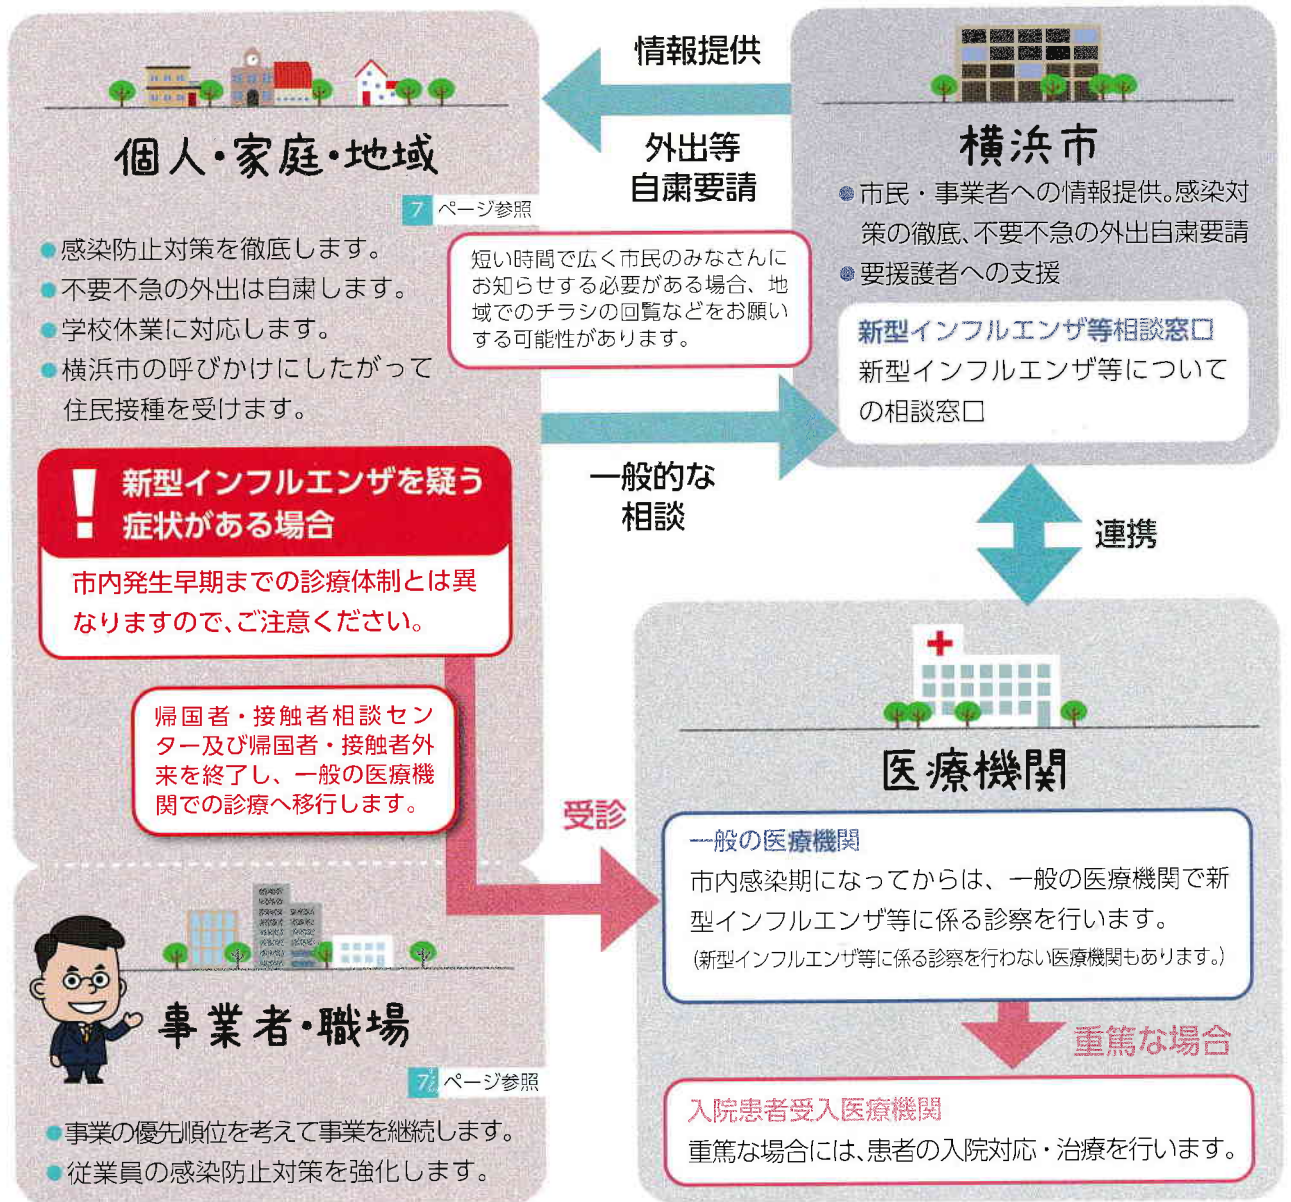 個人・家庭・地域
7 ページ参照
●感染防止対策を徹底します。
●不要不急の外出は自粛します。
●学校休業に対応します。
●横浜市の呼びかけにしたがって
住民接種を受けます。
! 新型インフルエンザを疑う
症状がある場合
市内発生早期までの診療体制とは異
なりますので、ご注意ください。
帰国者・接触者相談セン
ター及び帰国者・接触者外
来を終了し、一般の医療機
関での診療へ移行します。
事業者・職場
7 ページ参照
●事業の優先順位を考えて事業を継続します。
●従業員の感染防止対策を強化します。
情報提供
外出等
自粛要請
短い時間で広く市民のみなさんに
お知らせする必要がある場合、地
域でのチラシの回覧などをお願い
する可能性があります。
一般的な
相談
横浜市
●市民・事業者への情報提供。感染対
策の徹底、不要不急の外出自粛要請
●要援護者への支援
新型インフルエンザ等相談窓口
新型インフルエンザ等について
の相談窓口
連携
受診
医療機関
一般の医療機関
市内感染期になってからは、一般の医療機関で新
型インフルエンザ等に係る診察を行います。
(新型インフルエンザ等に係る診察を行わない医療機関もあります。)
重篤な場合
入院患者受入医療機関
重篤な場合には、患者の入院対応・治療を行います。